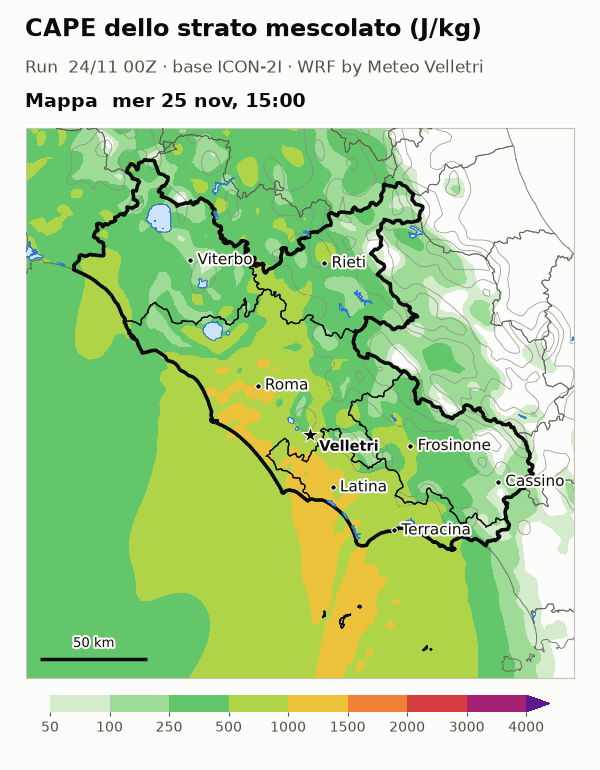 CAPE dello strato mescolato (J/kg)
Run  24/11 00Z · base ICON-2I · WRF by Meteo Velletri
Mappa  mer 25 nov, 15:00
Viterbo
Rieti
Roma
Velletri
Frosinone
Latina
Cassino
Terracina
50 km
50 100 250 500 1000 1500 2000 3000 4000